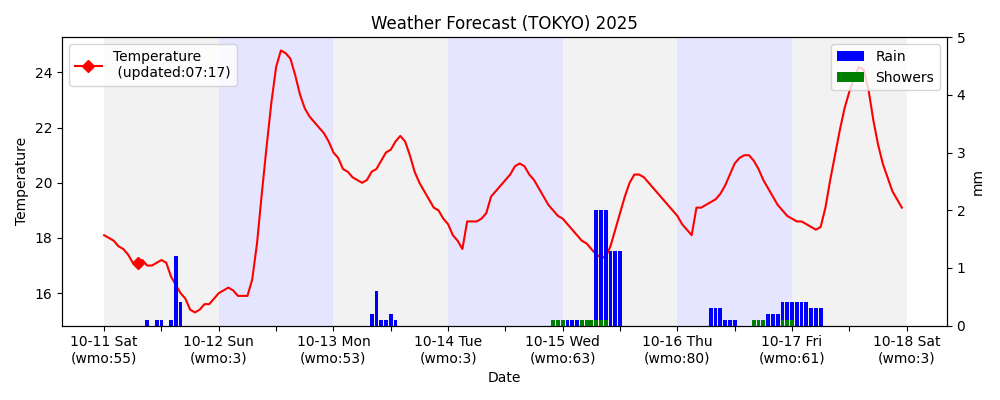 Weather Forecast (TOKYO) 2025
Temperature
(updated:07:17)
Rain
Showers
Temperature
24
22
20
18
16
5
4
3
2
1
0
mm
10-11 Sat
(wmo:55)
10-12 Sun
(wmo:3)
10-13 Mon
(wmo:53)
10-14 Tue
(wmo:3)
10-15 Wed
(wmo:63)
10-16 Thu
(wmo:80)
10-17 Fri
(wmo:61)
10-18 Sat
(wmo:3)
Date